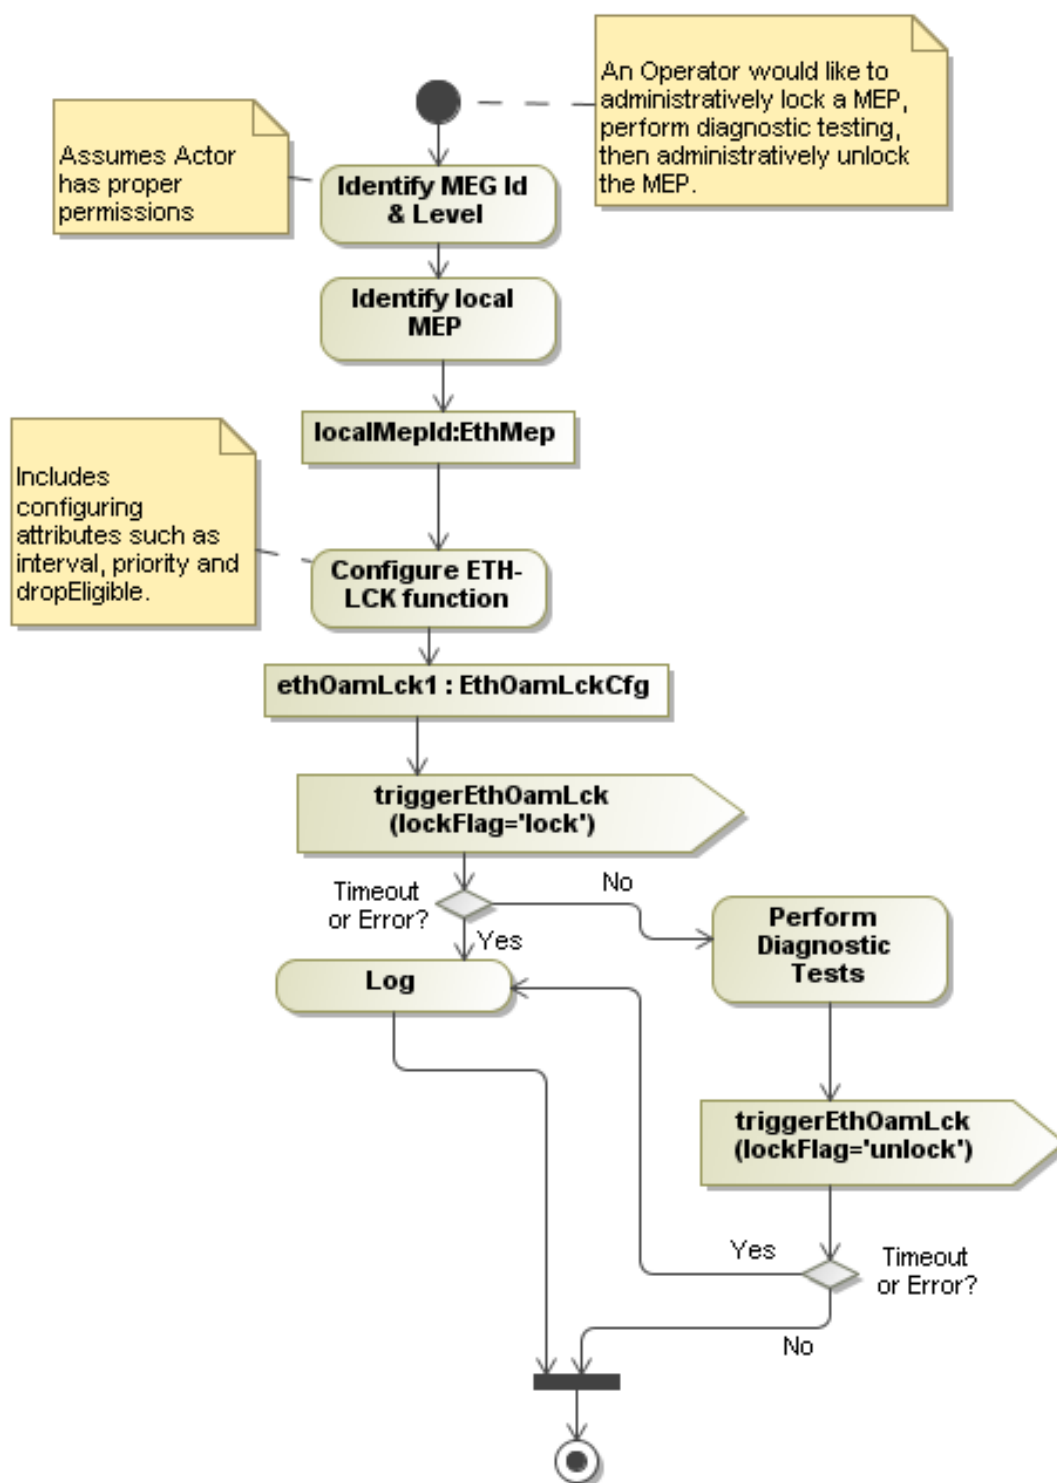 An Operator would like to
administratively lock a MEP,
perform diagnostic testing,
then administratively unlock
the MEP.
Assumes Actor
has proper
permissions
Identify MEG Id
& Level
Identify local
MEP
localMepId:EthMep
Includes
configuring
attributes such as
interval, priority and
dropEligible.
Configure ETH-
LCK function
ethOamLck1 : EthOamLckCfg
triggerEthOamLck
(lockFlag='lock')
Timeout
or Error?
No
Yes
Perform
Diagnostic
Tests
Log
triggerEthOamLck
(lockFlag='unlock')
Yes
Timeout
or Error?
No